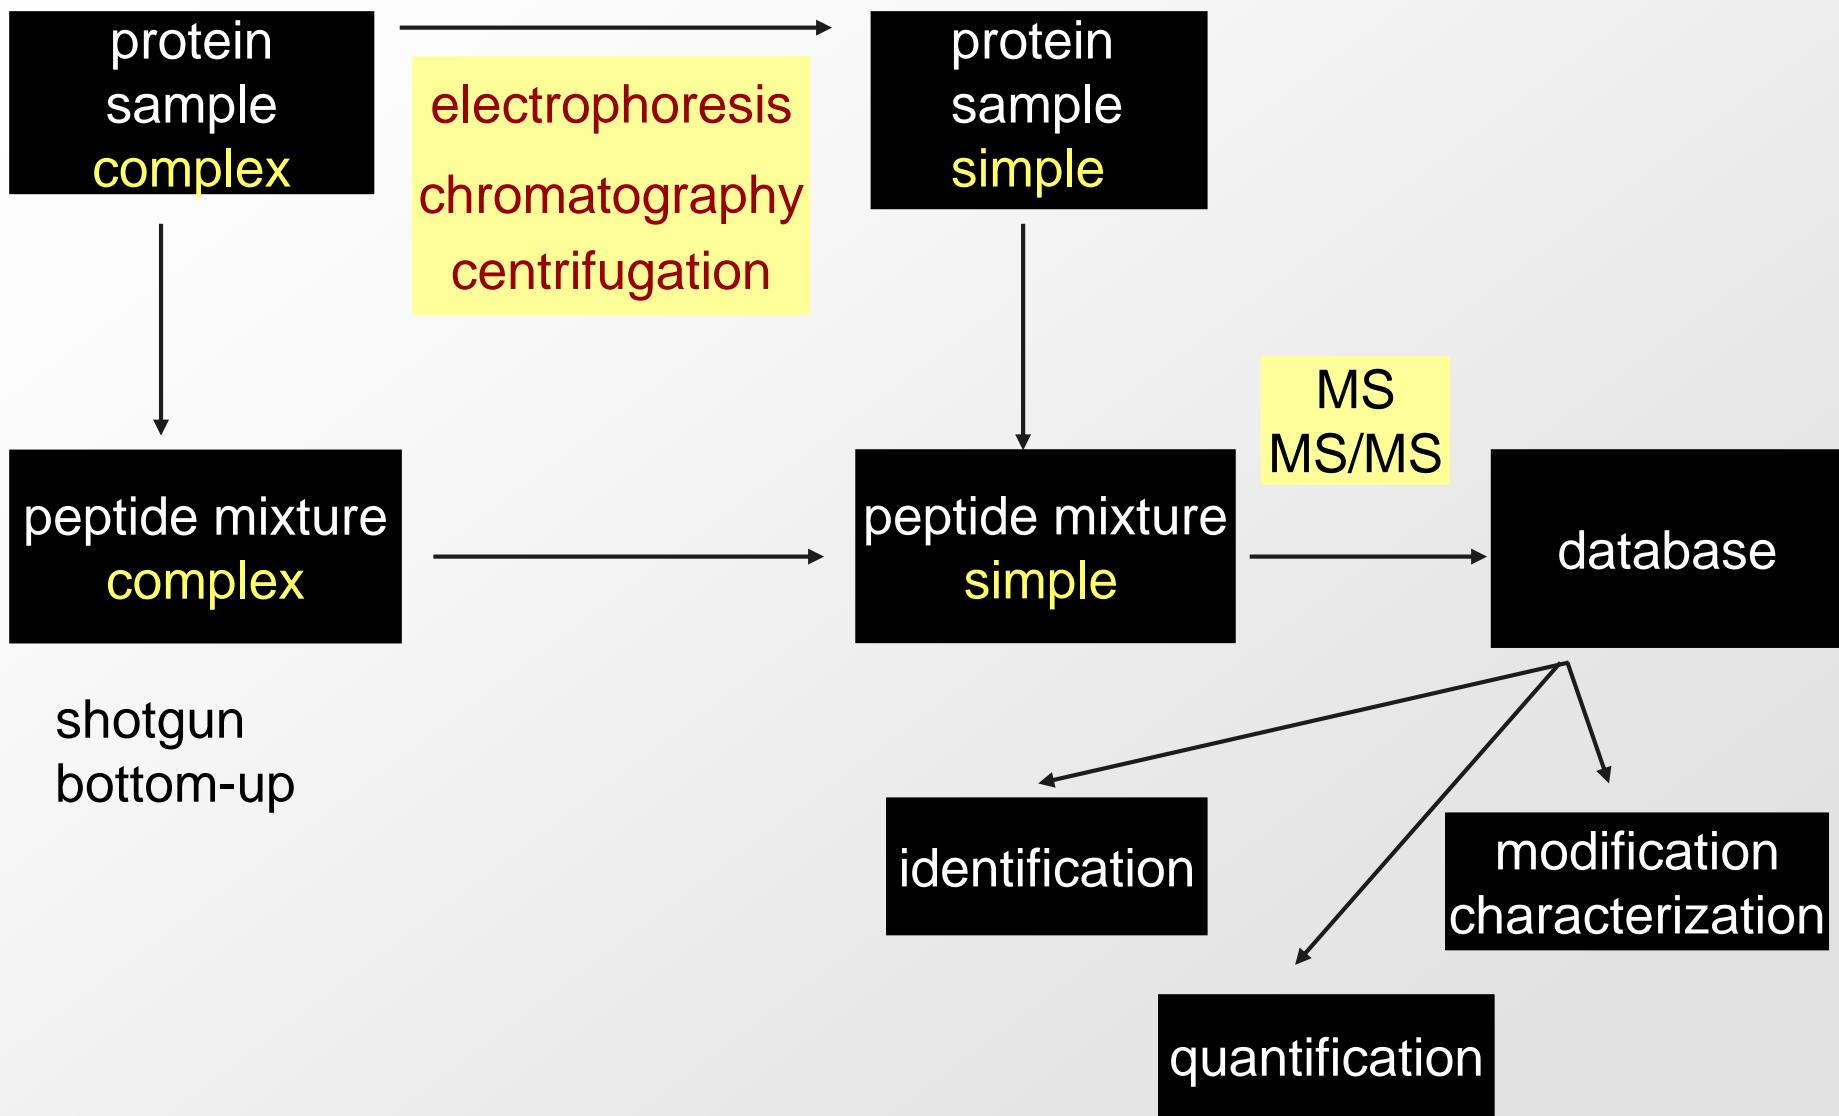 protein
sample
complex
electrophoresis
chromatography
centrifugation
protein
sample
simple
MS
MS/MS
peptide mixture
complex
peptide mixture
simple
database
shotgun
bottom-up
identification
modification
characterization
quantification